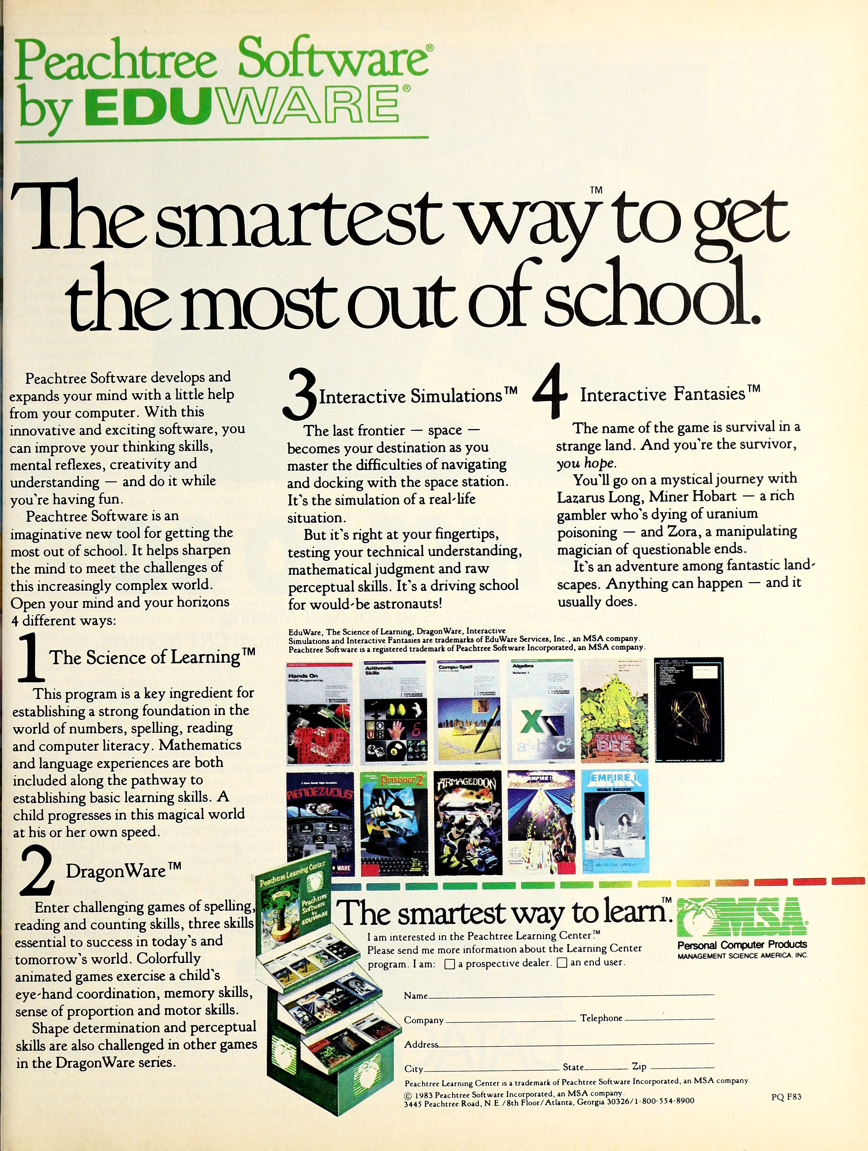 Peachtree Software®
by EDUWARE®
The smartest way™ to get
the most out of school.
Peachtree Software develops and
expands your mind with a little help
from your computer. With this
innovative and exciting software, you
can improve your thinking skills,
mental reflexes, creativity and
understanding — and do it while
you're having fun.
Peachtree Software is an
imaginative new tool for getting the
most out of school. It helps sharpen
the mind to meet the challenges of
this increasingly complex world.
Open your mind and your horizons
4 different ways:
1 The Science of Learning™
This program is a key ingredient for
establishing a strong foundation in the
world of numbers, spelling, reading
and computer literacy. Mathematics
and language experiences are both
included along the pathway to
establishing basic learning skills. A
child progresses in this magical world
at his or her own speed.
2 DragonWare™
Enter challenging games of spelling,
reading and counting skills, three skills
essential to success in today's and
tomorrow's world. Colorfully
animated games exercise a child's
eye-hand coordination, memory skills,
sense of proportion and motor skills.
Shape determination and perceptual
skills are also challenged in other games
in the DragonWare series.
3 Interactive Simulations™
The last frontier — space —
becomes your destination as you
master the difficulties of navigating
and docking with the space station.
It's the simulation of a real-life
situation.
But it's right at your fingertips,
testing your technical understanding,
mathematical judgment and raw
perceptual skills. It's a driving school
for would-be astronauts!
4 Interactive Fantasies™
The name of the game is survival in a
strange land. And you're the survivor,
you hope.
You'll go on a mystical journey with
Lazarus Long, Miner Hobart — a rich
gambler who's dying of uranium
poisoning — and Zora, a manipulating
magician of questionable ends.
It's an adventure among fantastic land-
scapes. Anything can happen — and it
usually does.
EduWare, The Science of Learning, DragonWare, Interactive
Simulations and Interactive Fantasies are trademarks of EduWare Services, Inc., an MSA company.
Peachtree Software is a registered trademark of Peachtree Software Incorporated, an MSA company.
Hands On
Arithmetic
Skills
Compu Spell
Algebra
Volume 1
SPELLING
BEE
RENDEZVOUS
Prisoner 2
ARMAGEDDON
EMPIRE I
EMPIRE I
WORLD BUILDERS
Peachtree Learning Center™
Peachtree
Software
by
EDUWARE
The smartest way to learn.™
I am interested in the Peachtree Learning Center™
Please send me more information about the Learning Center
program. I am: □ a prospective dealer. □ an end user.
Name
Company Telephone
Address
City State Zip
Peachtree Learning Center is a trademark of Peachtree Software Incorporated, an MSA company.
© 1983 Peachtree Software Incorporated, an MSA company
3445 Peachtree Road, N.E./8th Floor/Atlanta, Georgia 30326/1-800-554-8900
PQ F83
MSA
Personal Computer Products
MANAGEMENT SCIENCE AMERICA, INC.